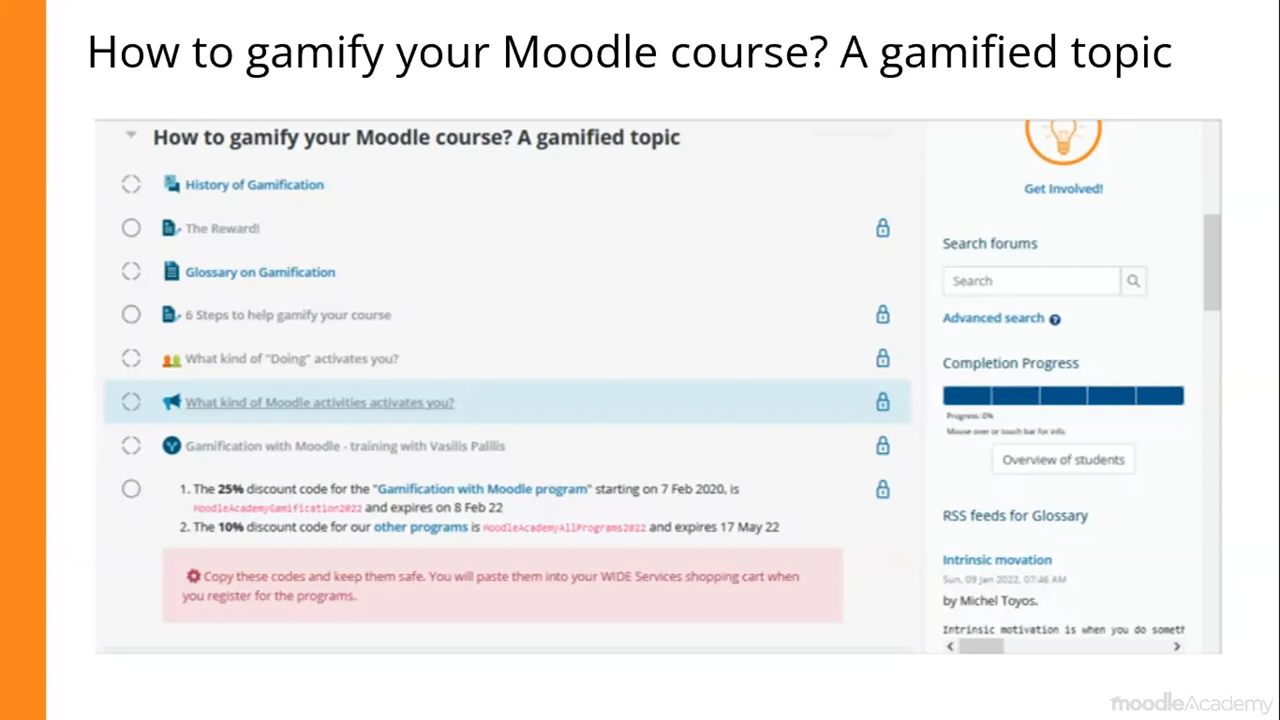 How to gamify your Moodle course? A gamified topic
How to gamify your Moodle course? A gamified topic
History of Gamification
The Reward!
Glossary on Gamification
6 Steps to help gamify your course
What kind of "Doing" activates you?
What kind of Moodle activities activates you?
Gamification with Moodle - training with Vasilis Palilis
1. The 25% discount code for the "Gamification with Moodle program" starting on 7 Feb 2020, is
MoodleAcademyGamification2022 and expires on 8 Feb 22
2. The 10% discount code for our other programs is MoodleAcademyAllPrograms2022 and expires 17 May 22
Copy these codes and keep them safe. You will paste them into your WIDE Services shopping cart when
you register for the programs.
Get Involved!
Search forums
Search
Advanced search
Completion Progress
Progress: 0%
Mouse over or touch bar for info.
Overview of students
RSS feeds for Glossary
Intrinsic movation
Sun, 09 Jan 2022, 07:46 AM
by Michel Toyos.
Intrinsic motivation is when you do someth
moodleAcademy